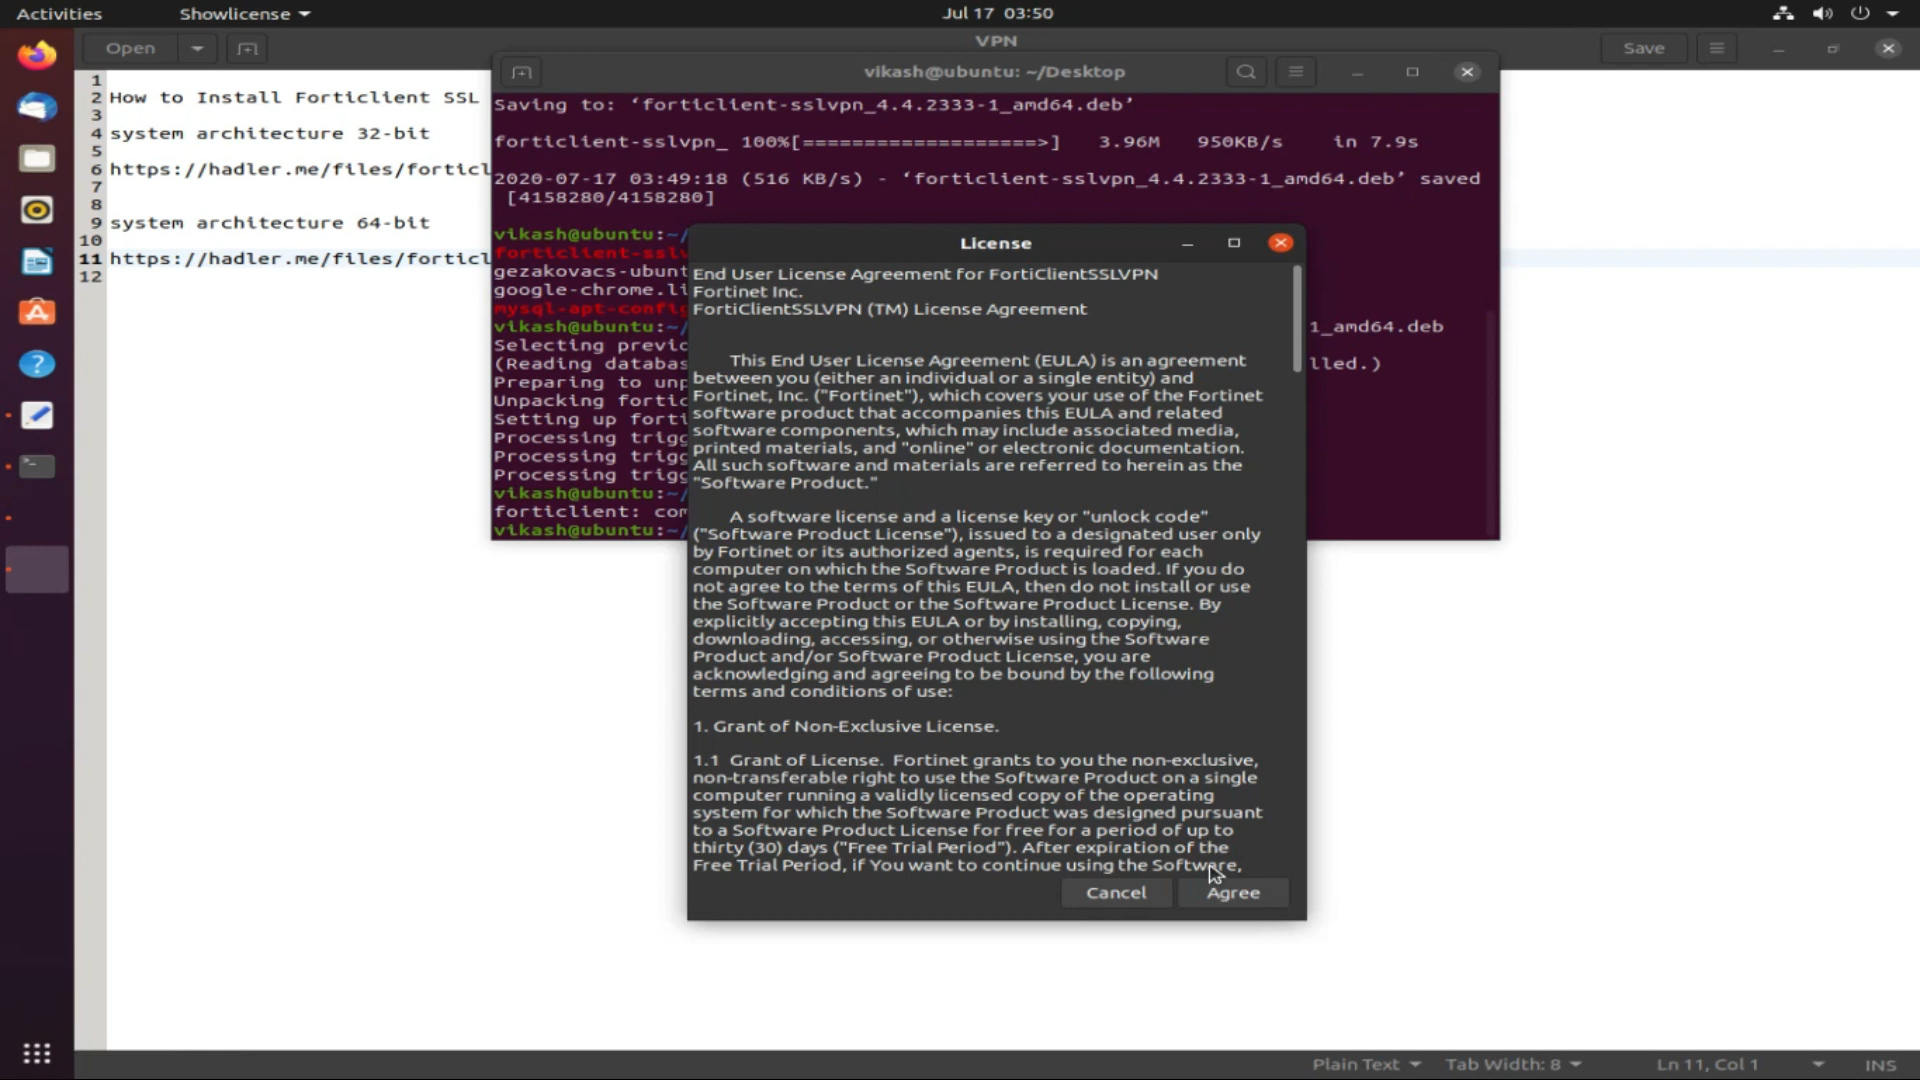 Activities
Showlicense
Jul 17 03:50
Open
VPN
Save
1
2 How to Install Forticlient SSL
3
4 system architecture 32-bit
5
6 https://hadler.me/files/forticl
7
8
9 system architecture 64-bit
10
11 https://hadler.me/files/forticl
12
vikash@ubuntu: ~/Desktop
Saving to: ‘forticlient-sslvpn_4.4.2333-1_amd64.deb’
forticlient-sslvpn_ 100%[===================>] 3.96M 950KB/s in 7.9s
2020-07-17 03:49:18 (516 KB/s) - ‘forticlient-sslvpn_4.4.2333-1_amd64.deb’ saved
[4158280/4158280]
vikash@ubuntu:~/
forticlient-sslv
gezakovacs-ubunt
google-chrome.li
mysql-apt-config
vikash@ubuntu:~/ 1_amd64.deb
Selecting previo
(Reading databas lled.)
Preparing to unp
Unpacking fortic
Setting up forti
Processing trigg
Processing trigg
Processing trigg
vikash@ubuntu:~/
forticlient: com
vikash@ubuntu:~/
License
End User License Agreement for FortiClientSSLVPN
Fortinet Inc.
FortiClientSSLVPN (TM) License Agreement
This End User License Agreement (EULA) is an agreement
between you (either an individual or a single entity) and
Fortinet, Inc. ("Fortinet"), which covers your use of the Fortinet
software product that accompanies this EULA and related
software components, which may include associated media,
printed materials, and "online" or electronic documentation.
All such software and materials are referred to herein as the
"Software Product."
A software license and a license key or "unlock code"
("Software Product License"), issued to a designated user only
by Fortinet or its authorized agents, is required for each
computer on which the Software Product is loaded. If you do
not agree to the terms of this EULA, then do not install or use
the Software Product or the Software Product License. By
explicitly accepting this EULA or by installing, copying,
downloading, accessing, or otherwise using the Software
Product and/or Software Product License, you are
acknowledging and agreeing to be bound by the following
terms and conditions of use:
1. Grant of Non-Exclusive License.
1.1 Grant of License. Fortinet grants to you the non-exclusive,
non-transferable right to use the Software Product on a single
computer running a validly licensed copy of the operating
system for which the Software Product was designed pursuant
to a Software Product License for free for a period of up to
thirty (30) days ("Free Trial Period"). After expiration of the
Free Trial Period, if You want to continue using the Software,
Cancel
Agree
Plain Text
Tab Width: 8
Ln 11, Col 1
INS